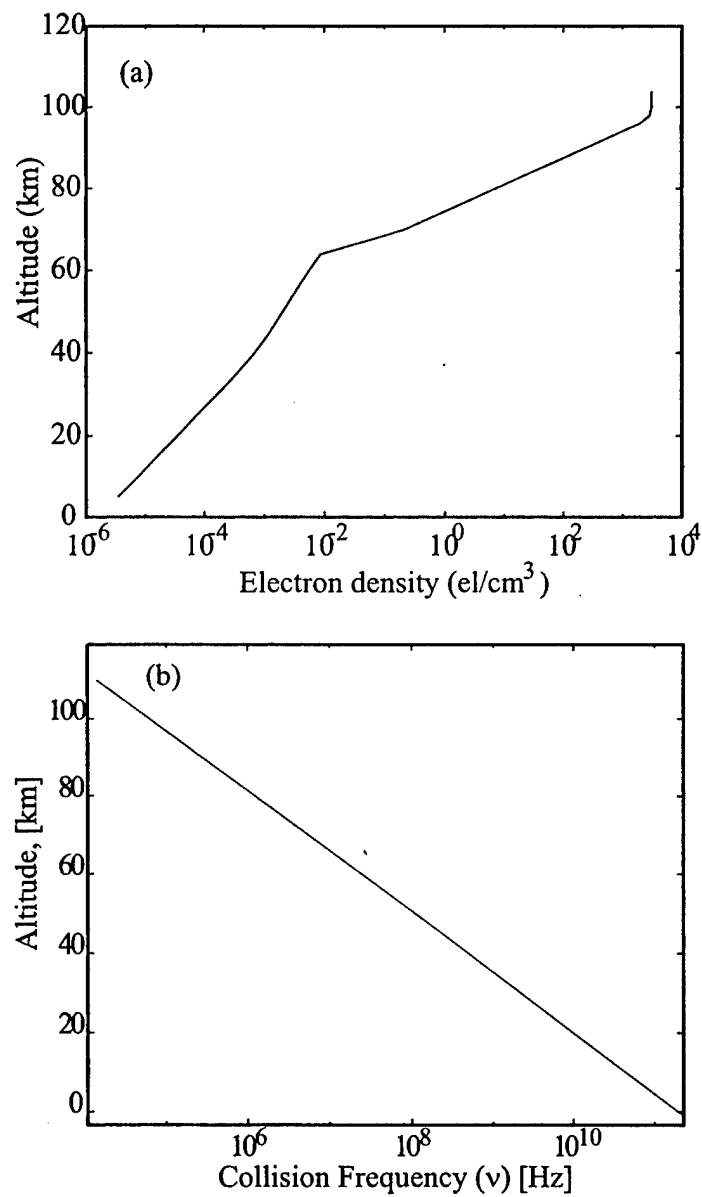 (a)
120
100
80
60
40
20
0
Altitude (km)
10^-6 10^-4 10^-2 10^0 10^2 10^4
Electron density (el/cm^3)
(b)
100
80
60
40
20
0
Altitude, [km]
10^6 10^8 10^10
Collision Frequency (ν) [Hz]